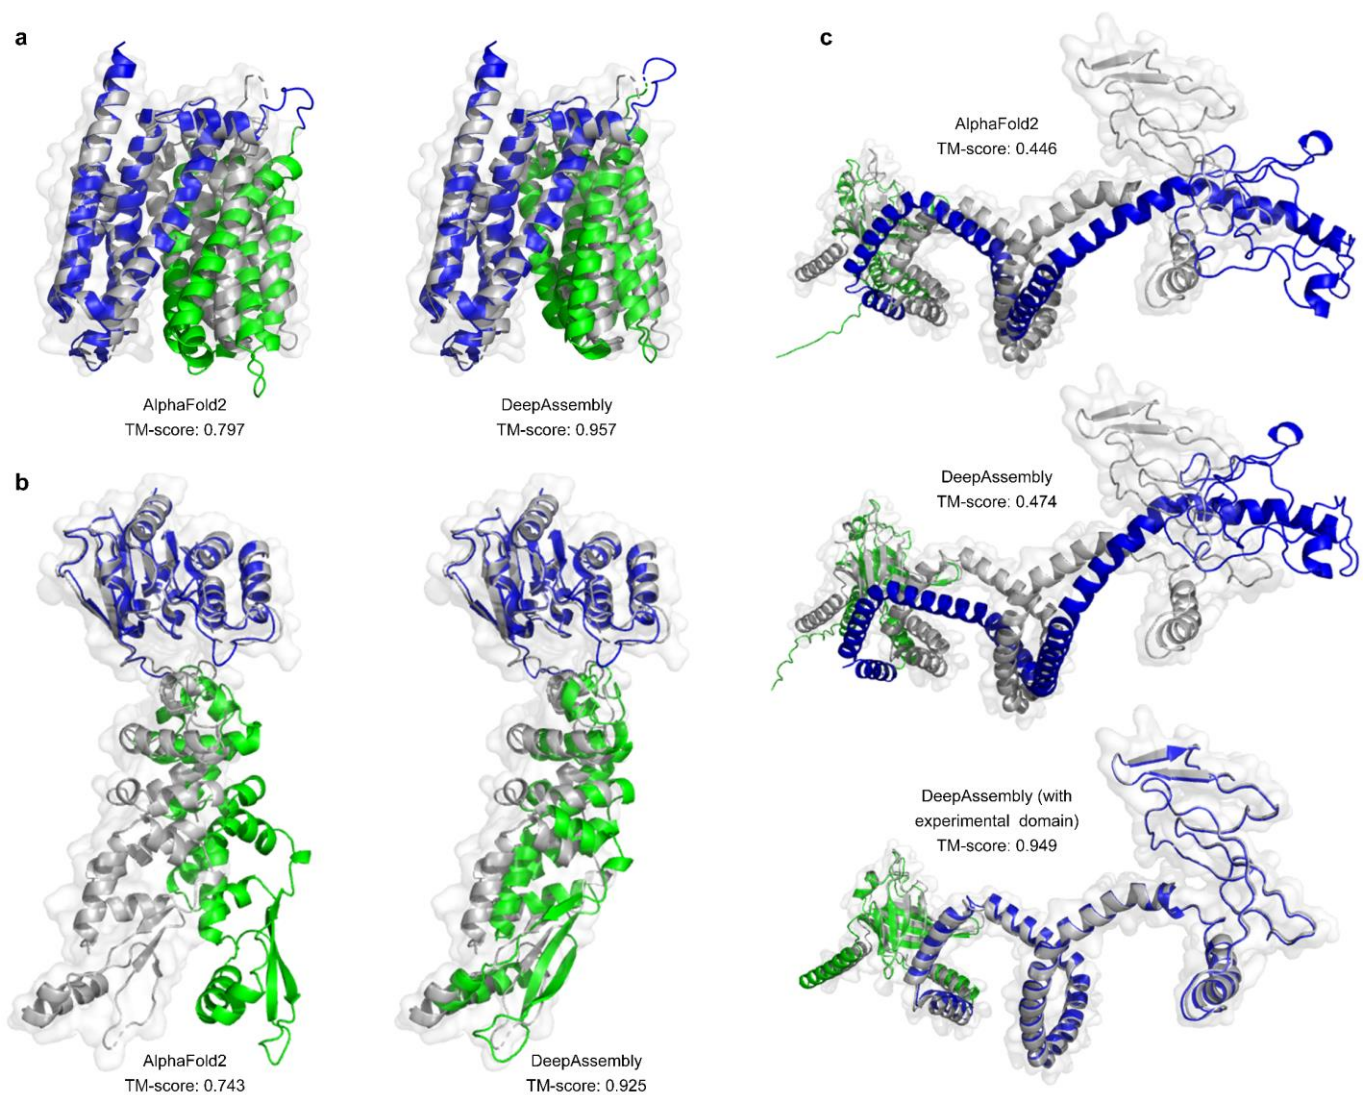 a
AlphaFold2
TM-score: 0.797
DeepAssembly
TM-score: 0.957
b
AlphaFold2
TM-score: 0.743
DeepAssembly
TM-score: 0.925
c
AlphaFold2
TM-score: 0.446
DeepAssembly
TM-score: 0.474
DeepAssembly (with
experimental domain)
TM-score: 0.949